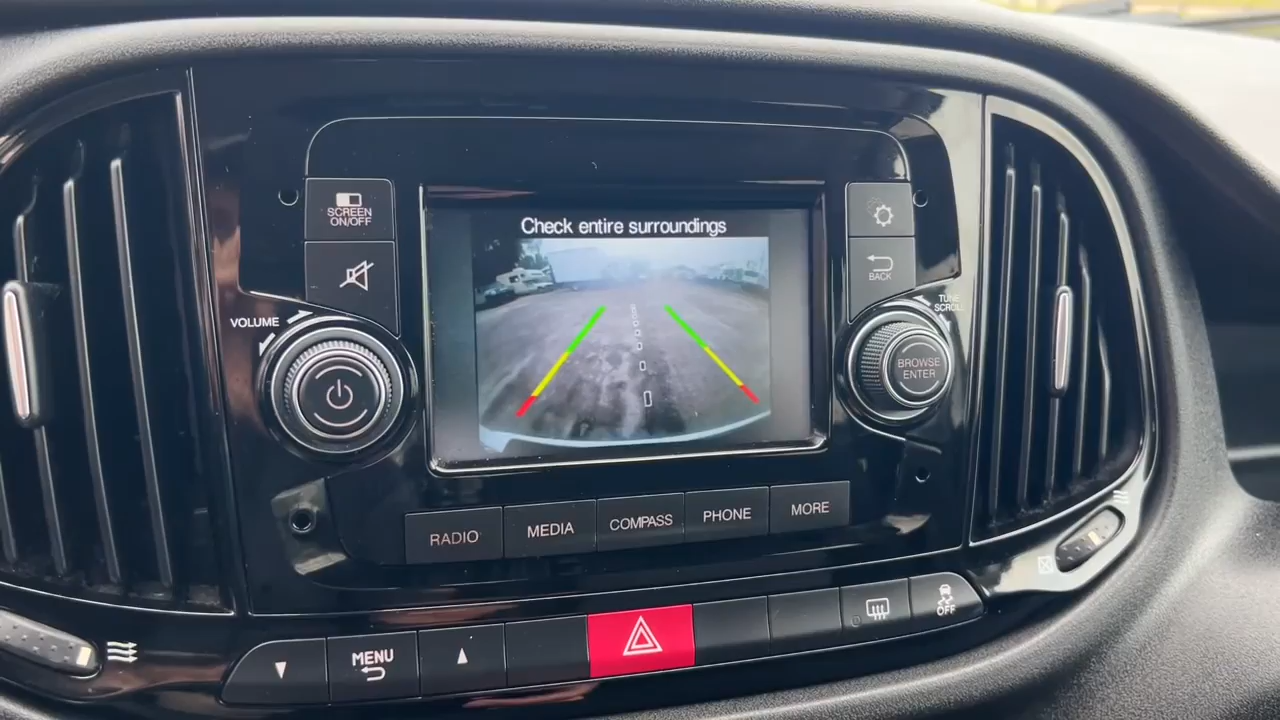 Check entire surroundings
SCREEN
ON/OFF
BACK
VOLUME
TUNE
SCROLL
BROWSE
ENTER
RADIO
MEDIA
COMPASS
PHONE
MORE
MENU
OFF